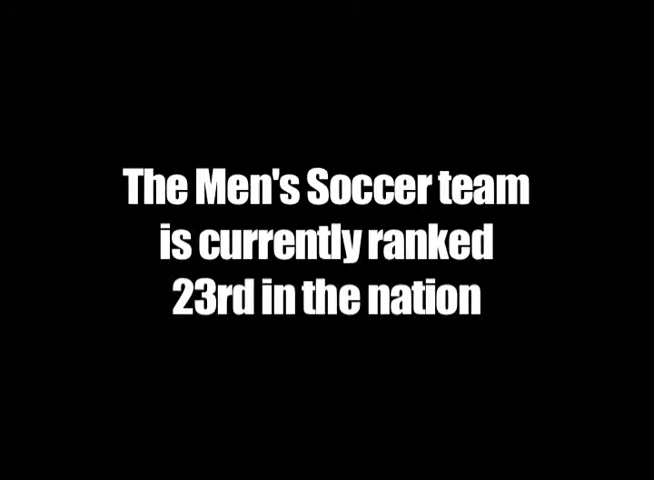 The Men's Soccer team
is currently ranked
23rd in the nation